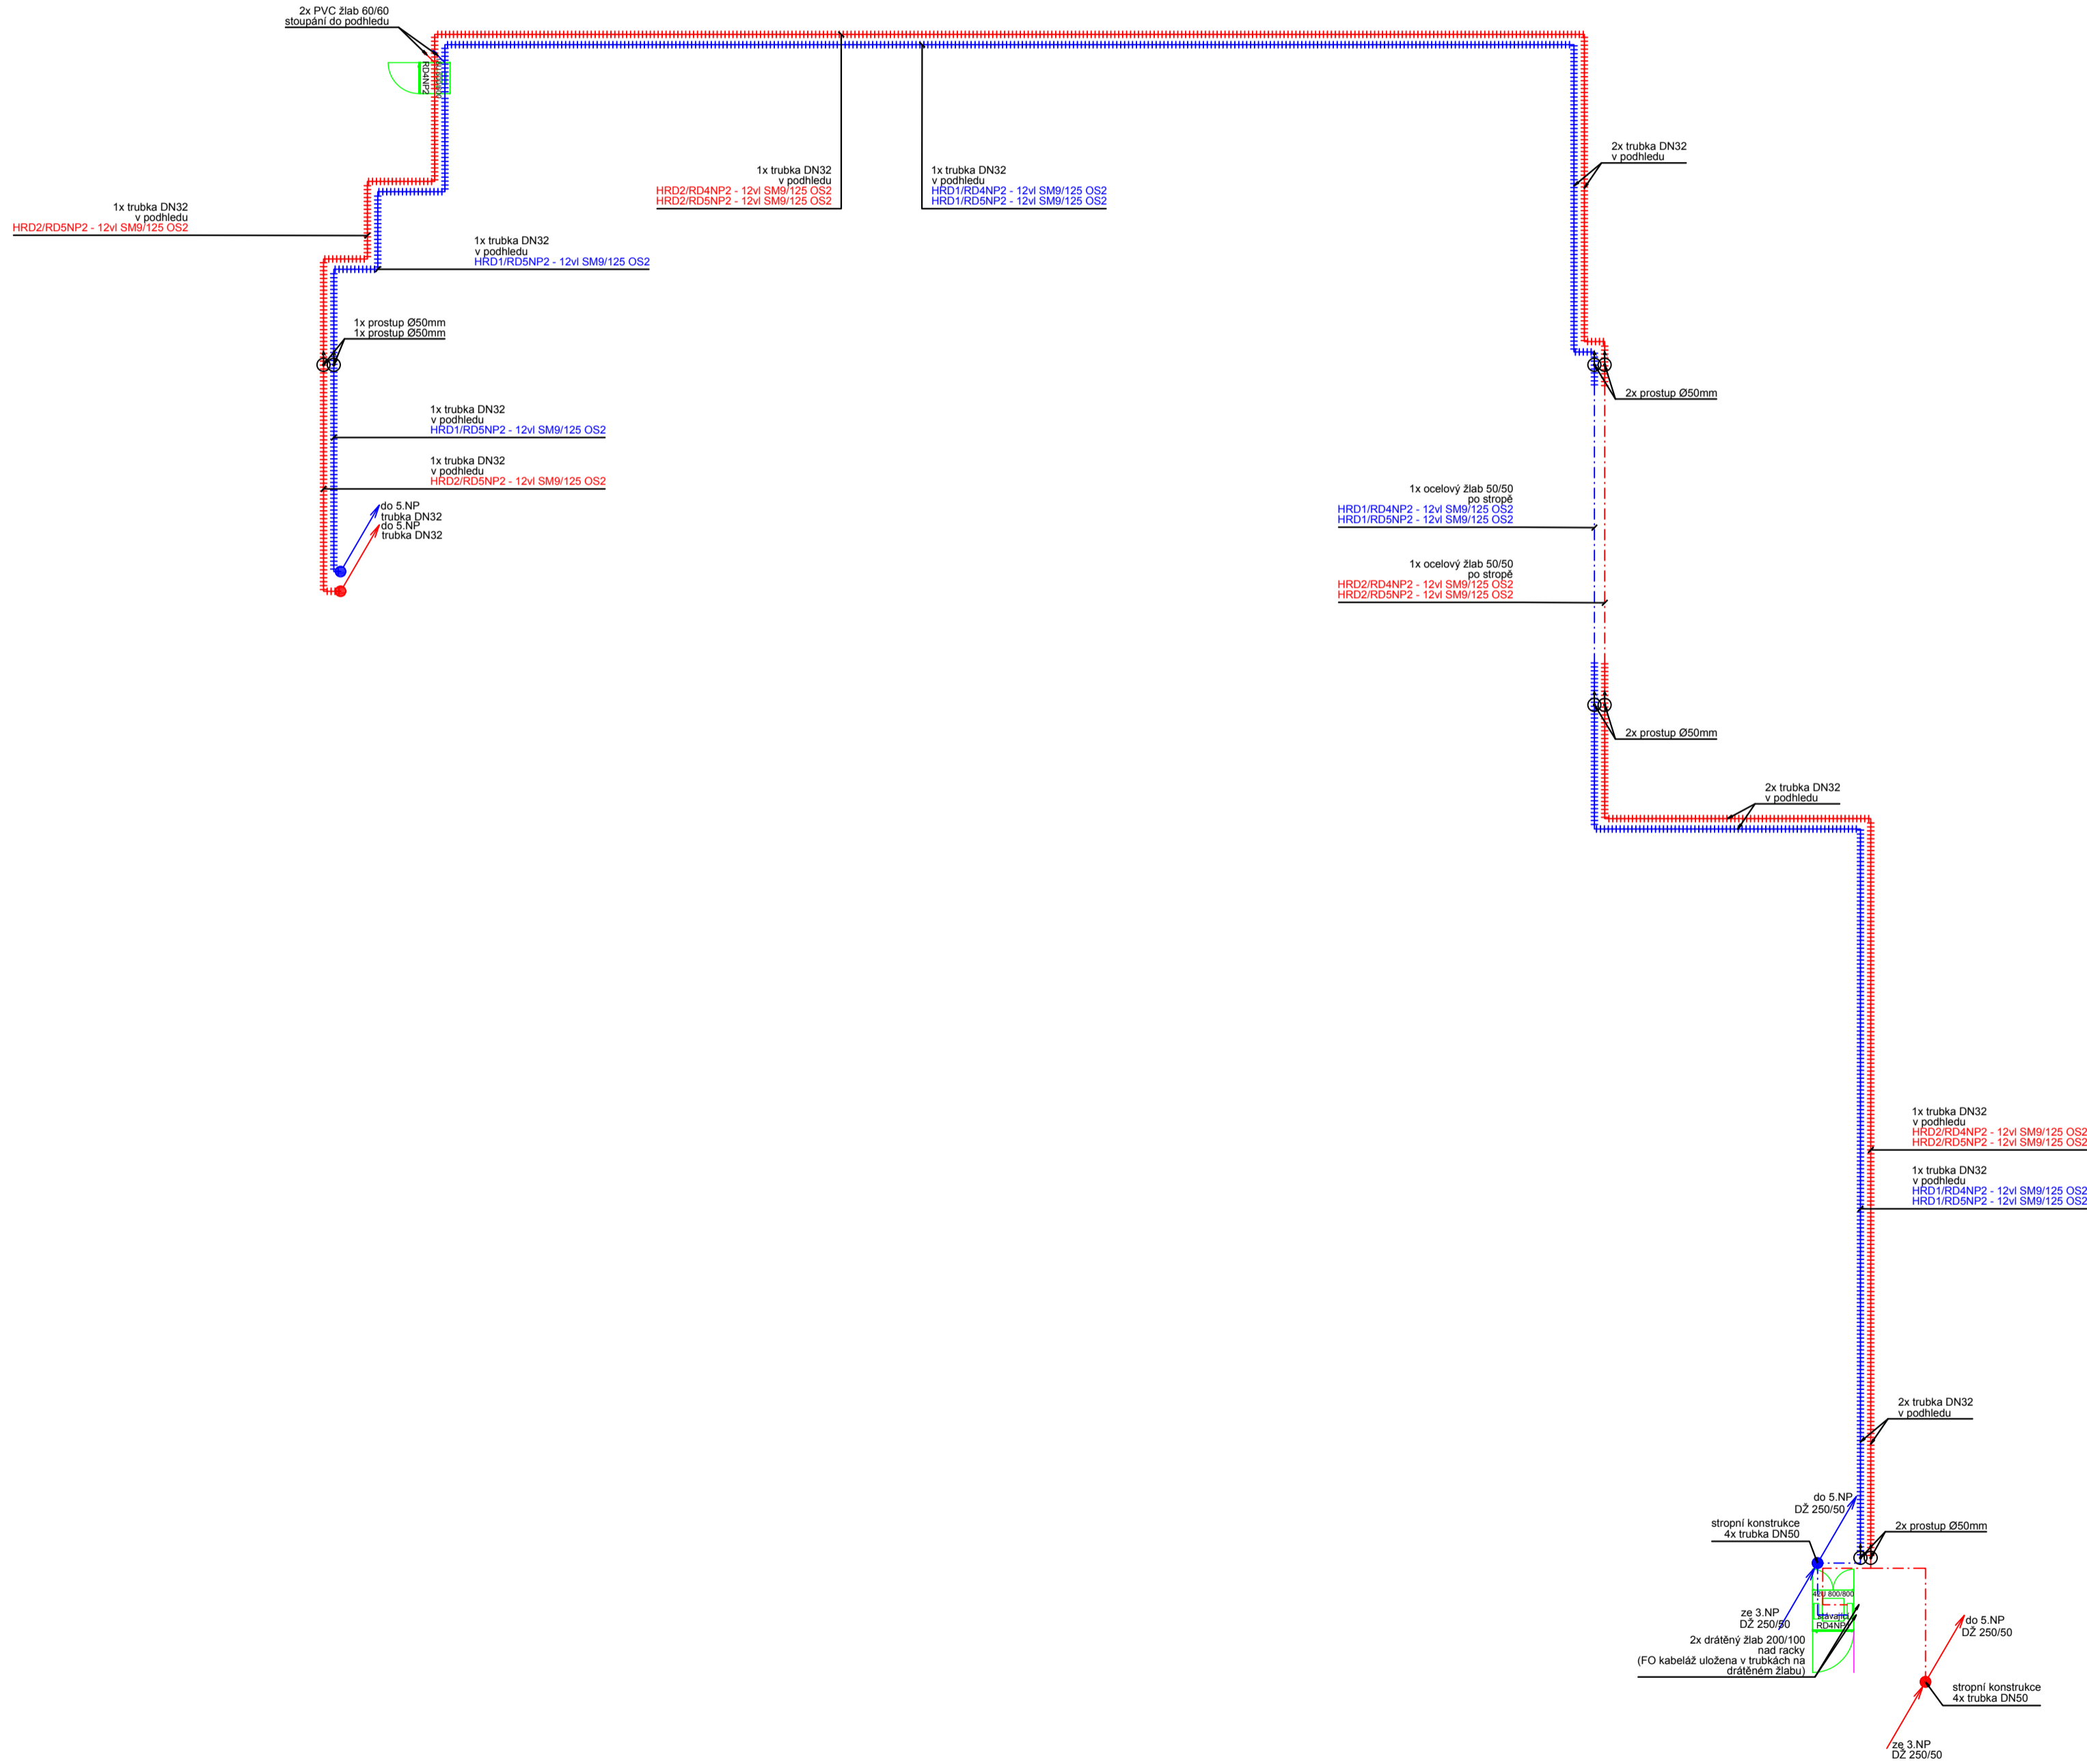 2x PVC žlab 60/60
stoupání do podhledu
RD4NP2
1x trubka DN32
v podhledu
HRD2/RD4NP2 - 12vl SM9/125 OS2
HRD2/RD5NP2 - 12vl SM9/125 OS2
1x trubka DN32
v podhledu
HRD1/RD4NP2 - 12vl SM9/125 OS2
HRD1/RD5NP2 - 12vl SM9/125 OS2
2x trubka DN32
v podhledu
1x trubka DN32
v podhledu
HRD2/RD5NP2 - 12vl SM9/125 OS2
1x trubka DN32
v podhledu
HRD1/RD5NP2 - 12vl SM9/125 OS2
1x prostup Ø50mm
1x prostup Ø50mm
2x prostup Ø50mm
1x trubka DN32
v podhledu
HRD1/RD5NP2 - 12vl SM9/125 OS2
1x trubka DN32
v podhledu
HRD2/RD5NP2 - 12vl SM9/125 OS2
do 5.NP
trubka DN32
do 5.NP
trubka DN32
1x ocelový žlab 50/50
po stropě
HRD1/RD4NP2 - 12vl SM9/125 OS2
HRD1/RD5NP2 - 12vl SM9/125 OS2
1x ocelový žlab 50/50
po stropě
HRD2/RD4NP2 - 12vl SM9/125 OS2
HRD2/RD5NP2 - 12vl SM9/125 OS2
2x prostup Ø50mm
2x trubka DN32
v podhledu
1x trubka DN32
v podhledu
HRD2/RD4NP2 - 12vl SM9/125 OS2
HRD2/RD5NP2 - 12vl SM9/125 OS2
1x trubka DN32
v podhledu
HRD1/RD4NP2 - 12vl SM9/125 OS2
HRD1/RD5NP2 - 12vl SM9/125 OS2
2x trubka DN32
v podhledu
do 5.NP
DŽ 250/50
stropní konstrukce
4x trubka DN50
2x prostup Ø50mm
42U 800/800
stávající
RD4NP
ze 3.NP
DŽ 250/50
2x drátěný žlab 200/100
nad racky
(FO kabeláž uložena v trubkách na
drátěném žlabu)
do 5.NP
DŽ 250/50
stropní konstrukce
4x trubka DN50
ze 3.NP
DŽ 250/50